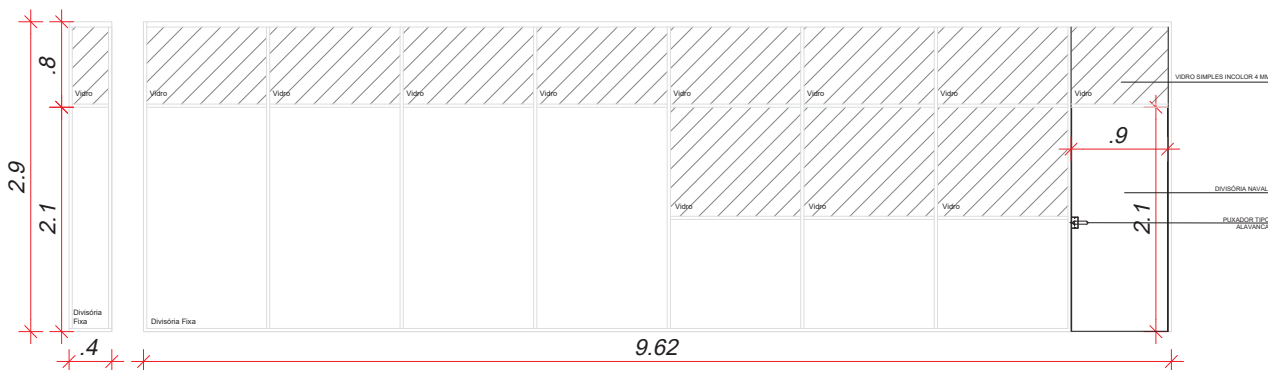 .8
Vidro
Vidro
Vidro
Vidro
Vidro
Vidro
Vidro
Vidro
Vidro
VIDRO SIMPLES INCOLOR 4 MM
.9
2.9
2.1
DIVISÓRIA NAVAL
Vidro
Vidro
Vidro
2.1
PUXADOR TIPO
ALAVANCA
Divisória
Fixa
Divisória Fixa
.4
9.62